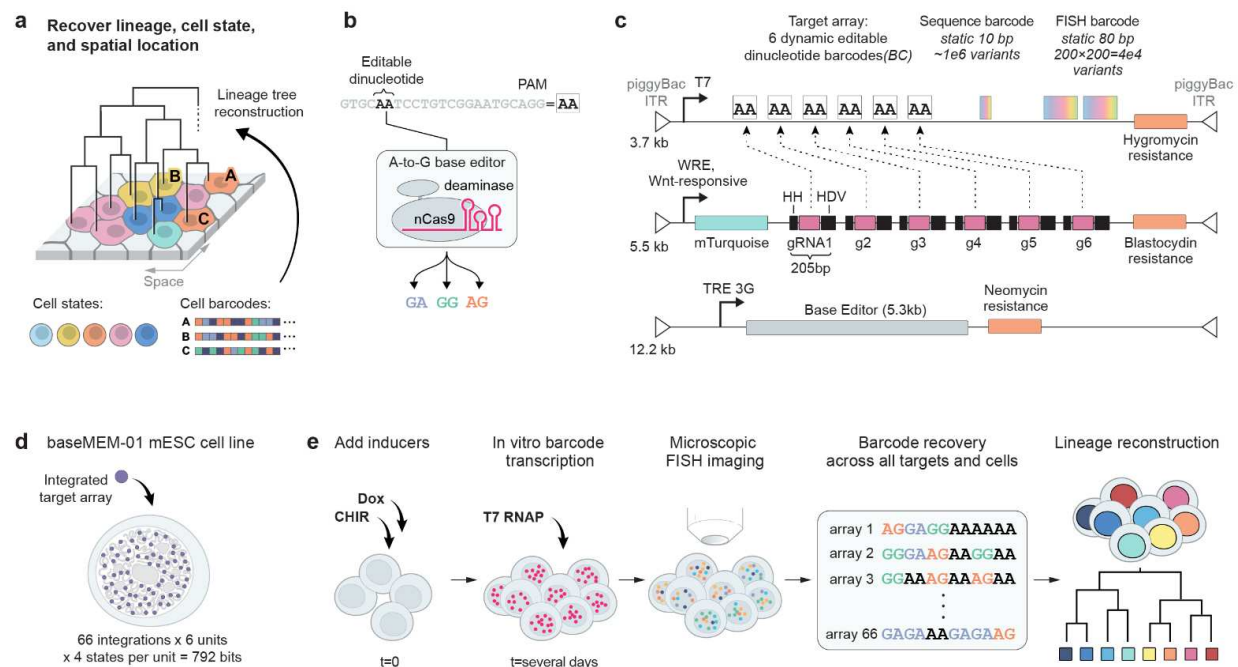 a
Recover lineage, cell state,
and spatial location
Lineage tree
reconstruction
B
A
C
Space
Cell states:
Cell barcodes:
A
B
C
b
Editable
dinucleotide
PAM
GTGCAATCCTGTCGGAATGCAGG=AA
A-to-G base editor
deaminase
nCas9
GA GG AG
c
Target array:
6 dynamic editable
dinucleotide barcodes(BC)
Sequence barcode
static 10 bp
~1e6 variants
FISH barcode
static 80 bp
200×200=4e4
variants
piggyBac
ITR
T7
AA AA AA AA AA AA
piggyBac
ITR
3.7 kb
Hygromycin
resistance
WRE,
Wnt-responsive
HH HDV
5.5 kb
mTurquoise
gRNA1 g2 g3 g4 g5 g6
205bp
Blastocydin
resistance
TRE 3G
Neomycin
resistance
Base Editor (5.3kb)
12.2 kb
d
baseMEM-01 mESC cell line
Integrated
target array
66 integrations x 6 units
x 4 states per unit = 792 bits
e
Add inducers
Dox
CHIR
t=0
In vitro barcode
transcription
T7 RNAP
t=several days
Microscopic
FISH imaging
Barcode recovery
across all targets and cells
array 1 AGGAGGAAAAAA
array 2 GGGAAGAAGGAA
array 3 GGAAAGAAAGAA
array 66 GAGAAAGAGAAG
Lineage reconstruction